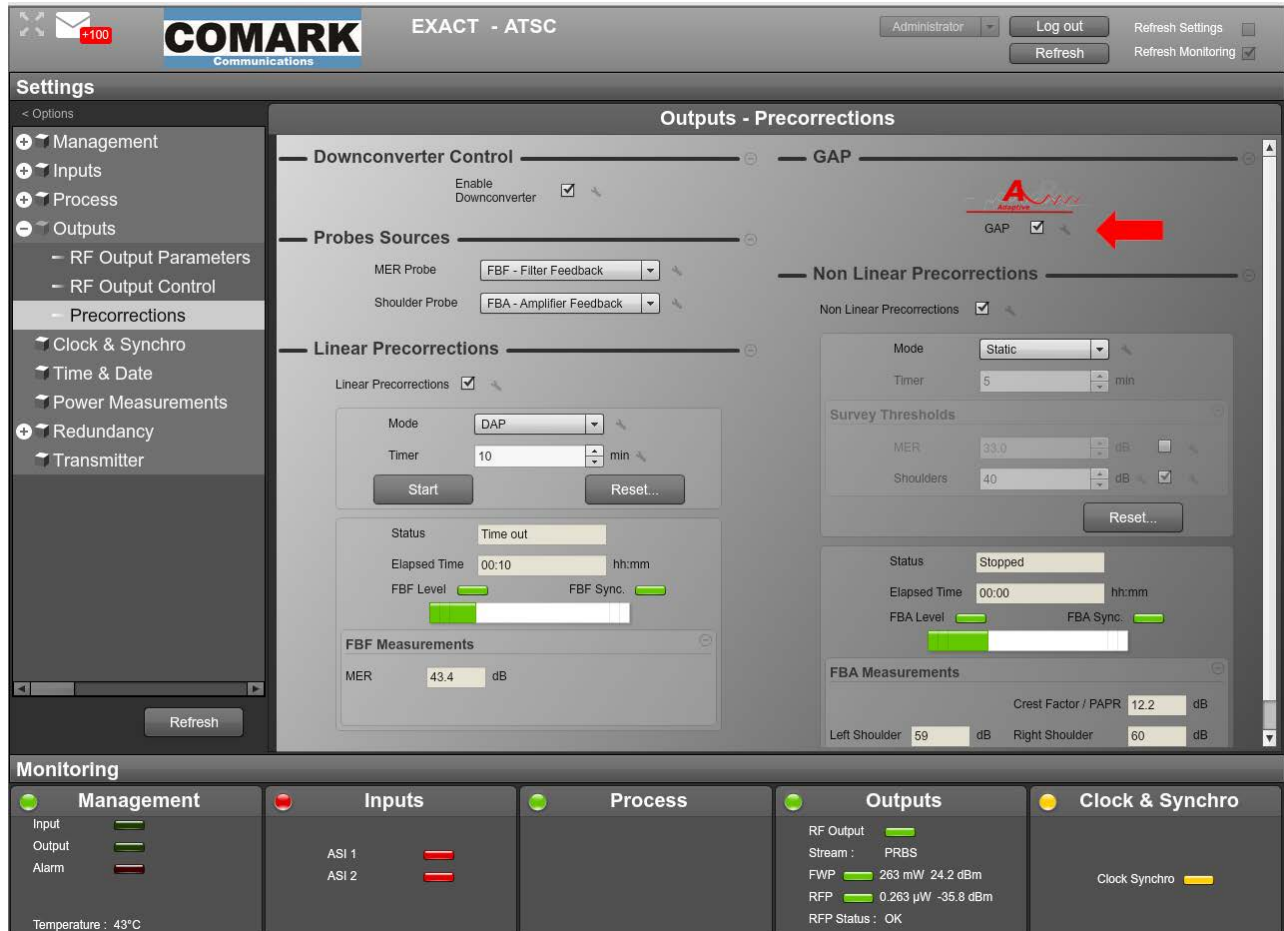 +100
COMARK
Communications
EXACT - ATSC
Administrator
Log out
Refresh Settings
Refresh
Refresh Monitoring
Settings
< Options
Management
Inputs
Process
Outputs
RF Output Parameters
RF Output Control
Precorrections
Clock & Synchro
Time & Date
Power Measurements
Redundancy
Transmitter
Refresh
Outputs - Precorrections
Downconverter Control
Enable
Downconverter
Probes Sources
MER Probe FBF - Filter Feedback
Shoulder Probe FBA - Amplifier Feedback
Linear Precorrections
Linear Precorrections
Mode DAP
Timer 10 min
Start Reset...
Status Time out
Elapsed Time 00:10 hh:mm
FBF Level FBF Sync.
FBF Measurements
MER 43.4 dB
GAP
A
Adaptive
GAP
Non Linear Precorrections
Non Linear Precorrections
Mode Static
Timer 5 min
Survey Thresholds
MER 33.0 dB
Shoulders 40 dB
Reset...
Status Stopped
Elapsed Time 00:00 hh:mm
FBA Level FBA Sync.
FBA Measurements
Crest Factor / PAPR 12.2 dB
Left Shoulder 59 dB Right Shoulder 60 dB
Monitoring
Management
Input
Output
Alarm
Temperature : 43°C
Inputs
ASI 1
ASI 2
Process
Outputs
RF Output
Stream : PRBS
FWP 263 mW 24.2 dBm
RFP 0.263 µW -35.8 dBm
RFP Status : OK
Clock & Synchro
Clock Synchro